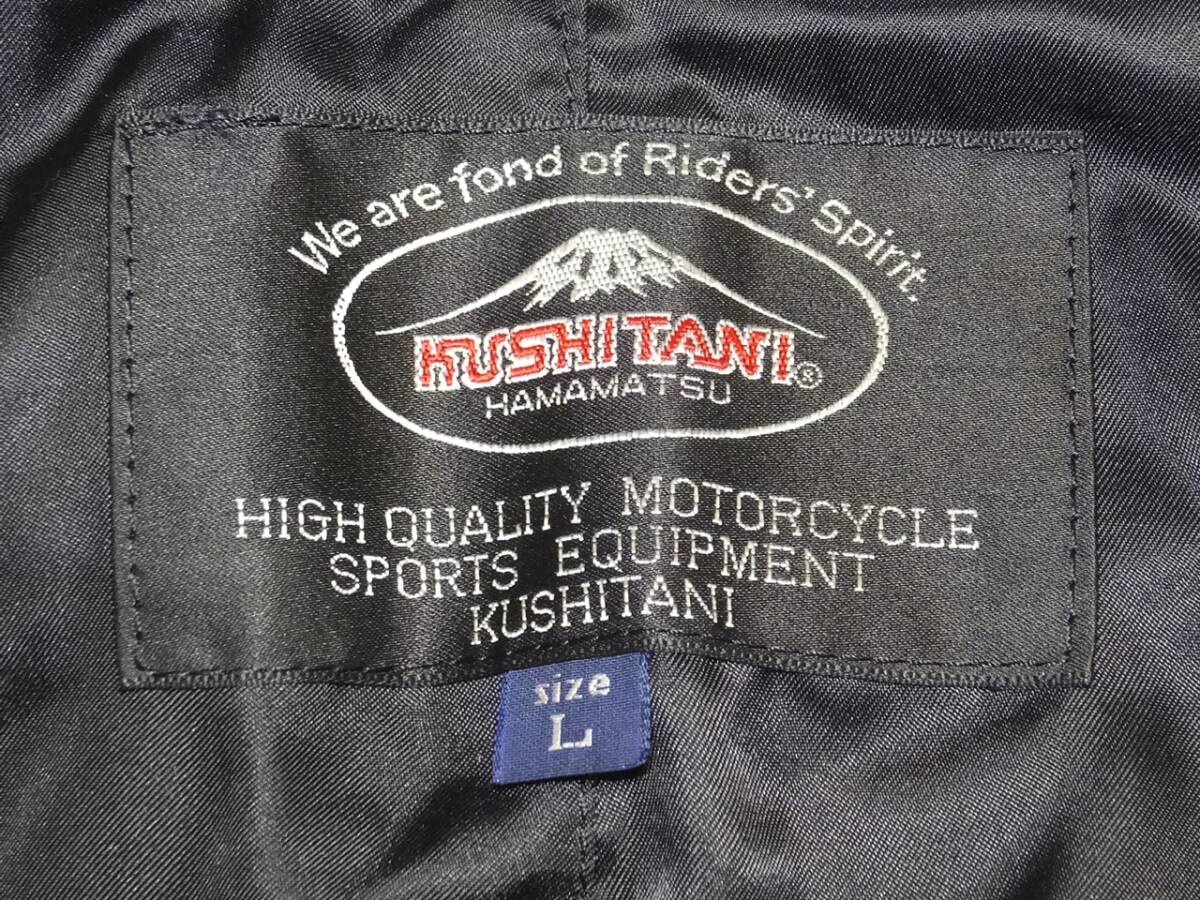 We are fond of Riders' Spirit.
KUSHITANI®
HAMAMATSU
HIGH QUALITY MOTORCYCLE
SPORTS EQUIPMENT
KUSHITANI
size
L